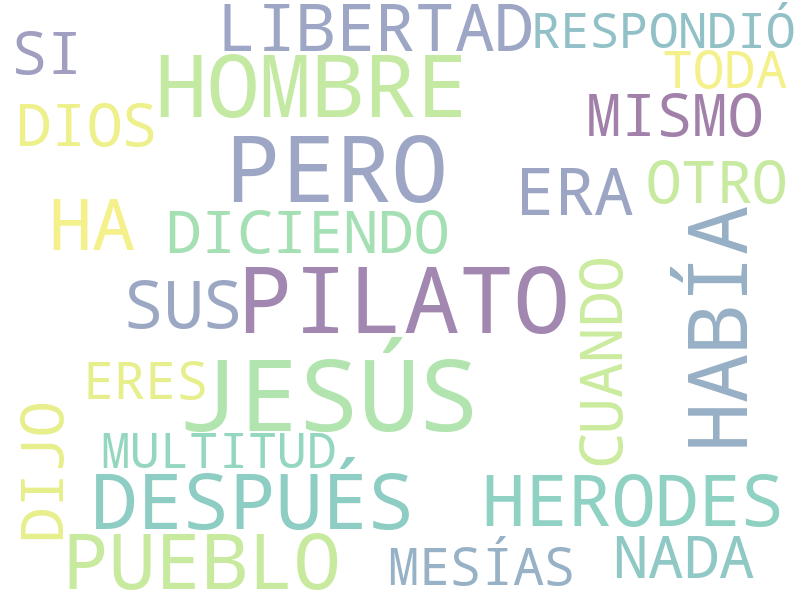 LIBERTAD
RESPONDIÓ
SI
HOMBRE
TODA
DIOS
MISMO
PERO
ERA
OTRO
HA
DICIENDO
HABÍA
SUS
PILATO
CUANDO
ERES
JESÚS
DIJO
MULTITUD
DESPUÉS
HERODES
PUEBLO
MESÍAS
NADA